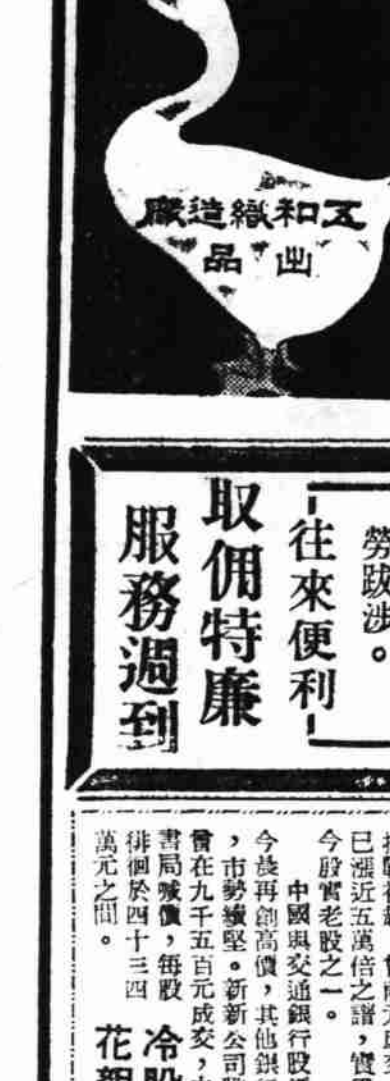 五和織造廠
出品
勞跋涉。
往來便利
取佣特廉
服務週到
已漲近五萬倍之譜，實
今股實老股之一。
中國與交通銀行股
今晨再創高價，其他銀
，市勢續堅。新新公司
曾在九千五百元成交，
書局喊價，每股
徘徊於四十三四
萬元之間。
冷股
花